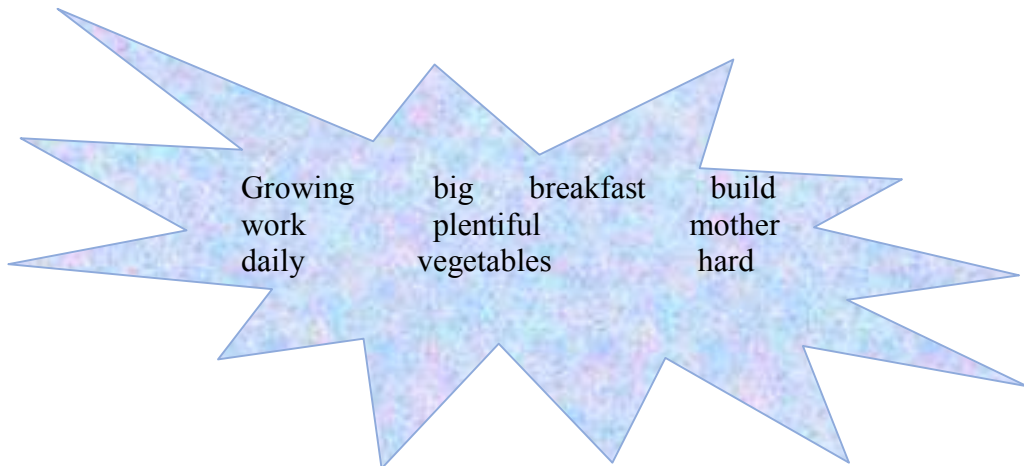 Growing big breakfast build
work plentiful mother
daily vegetables hard